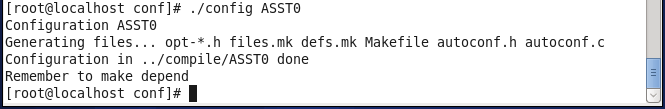 [root@localhost conf]# ./config ASST0
Configuration ASST0
Generating files... opt-*.h files.mk defs.mk Makefile autoconf.h autoconf.c
Configuration in ../compile/ASST0 done
Remember to make depend
[root@localhost conf]#